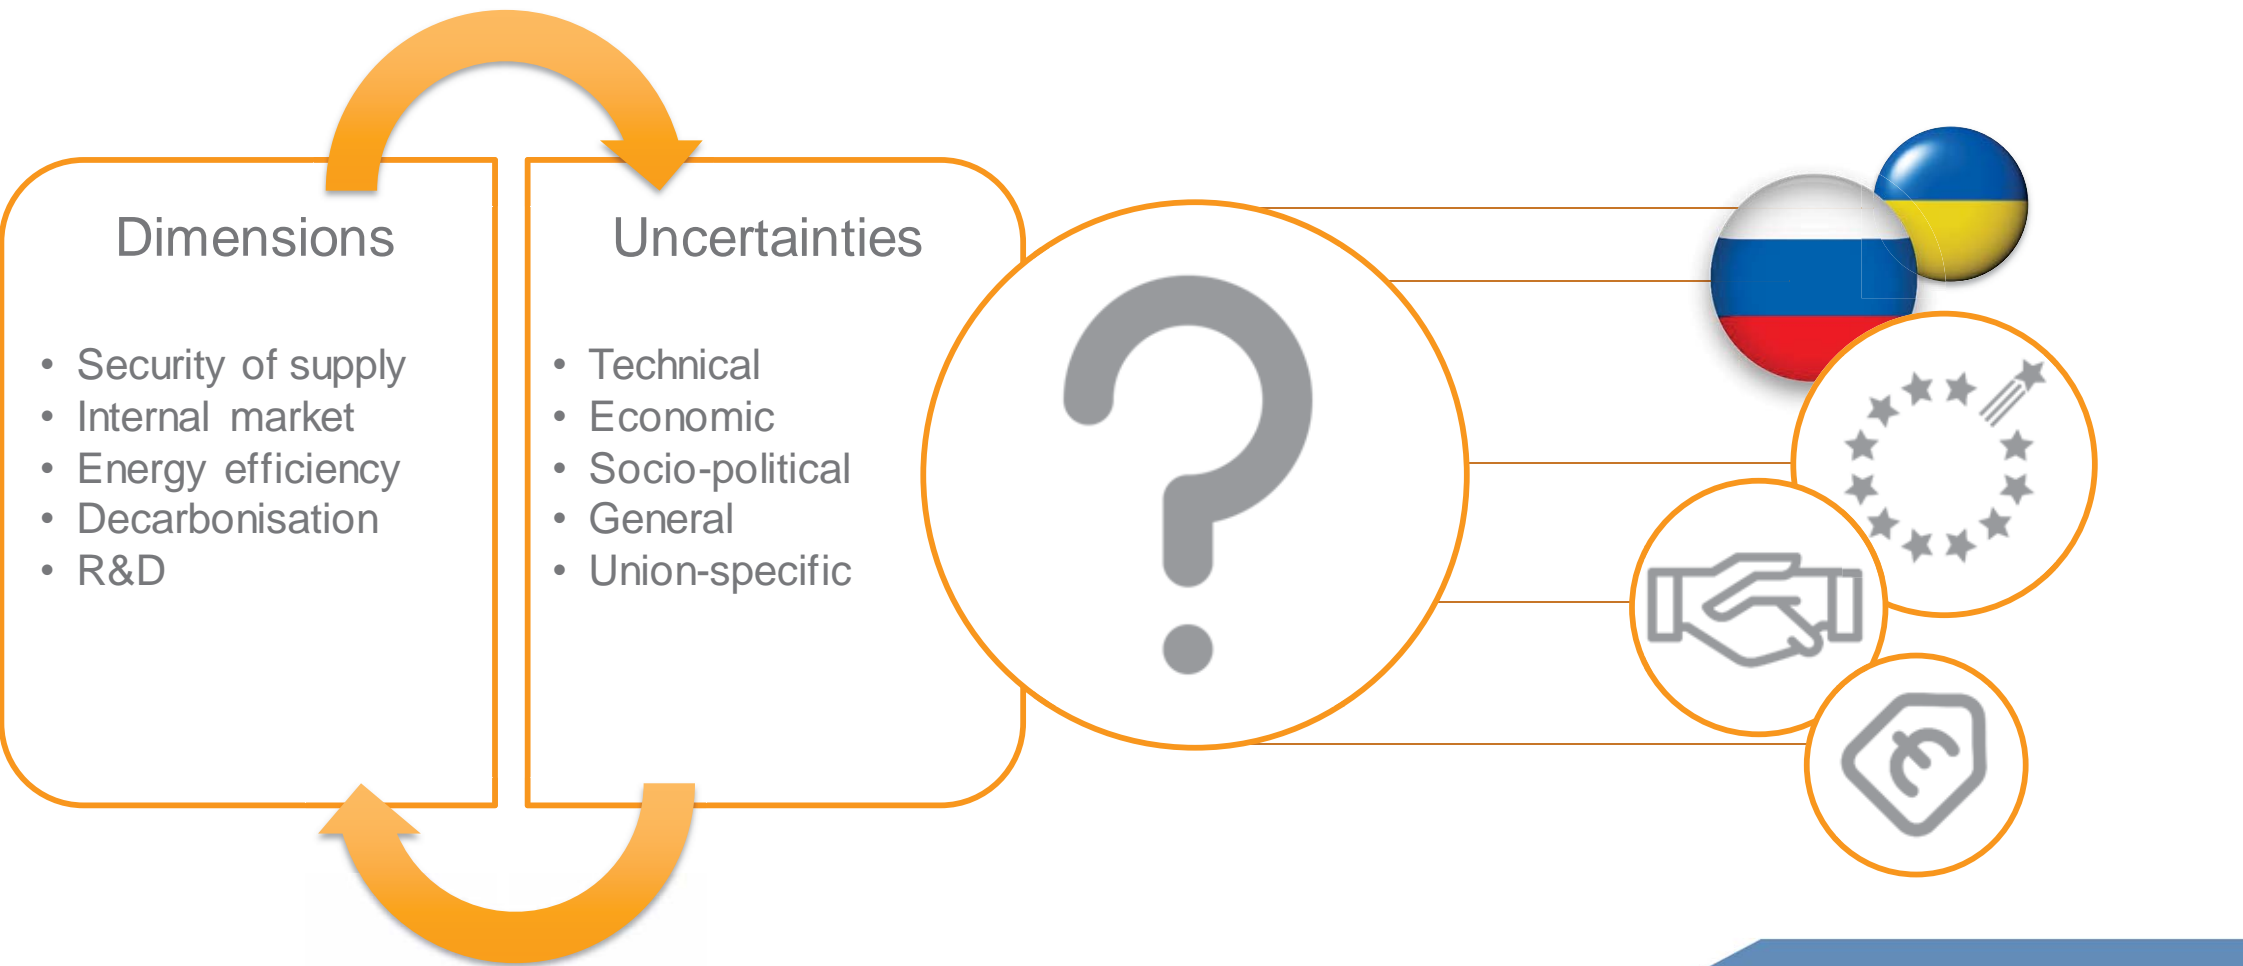 Dimensions
• Security of supply
• Internal market
• Energy efficiency
• Decarbonisation
• R&D
Uncertainties
• Technical
• Economic
• Socio-political
• General
• Union-specific
?
€